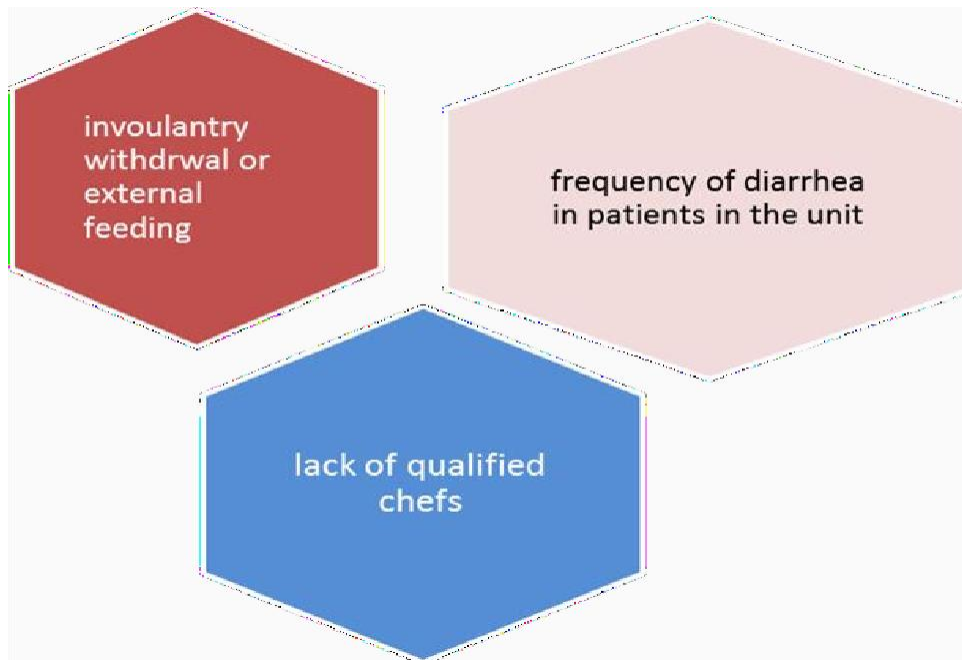 invoulantry
withdrwal or
external
feeding
frequency of diarrhea
in patients in the unit
lack of qualified
chefs